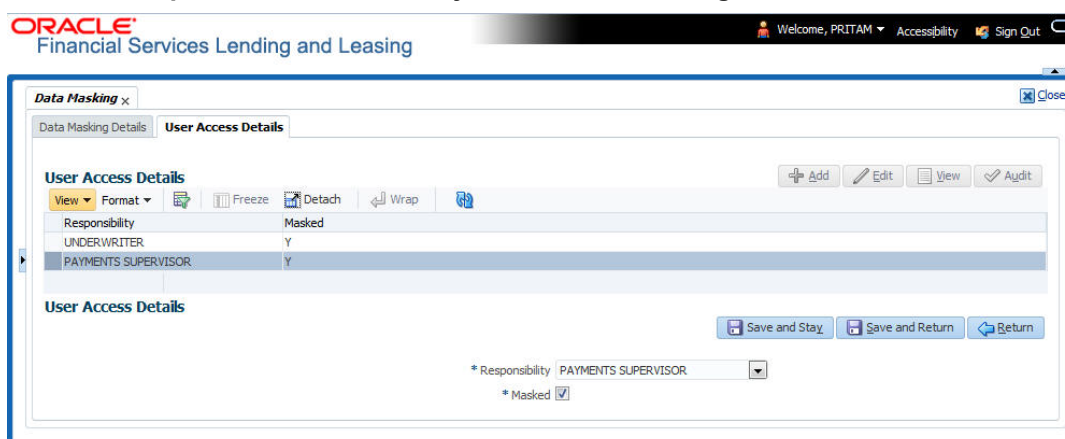 ORACLE
Welcome, PRITAM Accessibility Sign Out
Financial Services Lending and Leasing
Data Masking x Close
Data Masking Details User Access Details
User Access Details Add Edit View Audit
View Format Freeze Detach Wrap
Responsibility Masked
UNDERWRITER Y
PAYMENTS SUPERVISOR Y
User Access Details
Save and Stay Save and Return Return
* Responsibility PAYMENTS SUPERVISOR
* Masked